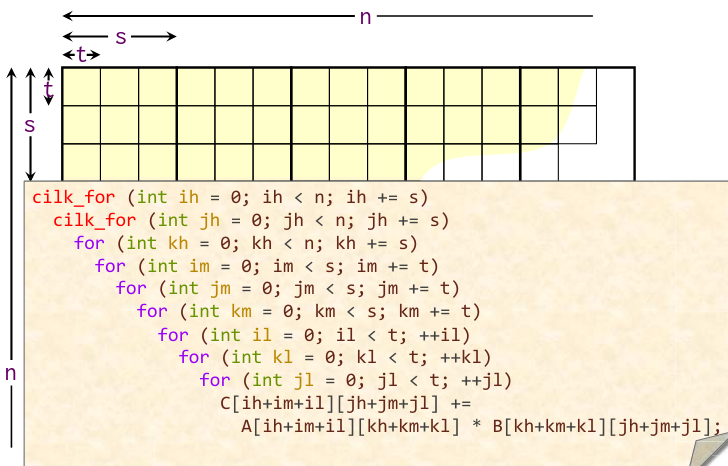 n
s
t
t
s
n
cilk_for (int ih = 0; ih < n; ih += s)
cilk_for (int jh = 0; jh < n; jh += s)
for (int kh = 0; kh < n; kh += s)
for (int im = 0; im < s; im += t)
for (int jm = 0; jm < s; jm += t)
for (int km = 0; km < s; km += t)
for (int il = 0; il < t; ++il)
for (int kl = 0; kl < t; ++kl)
for (int jl = 0; jl < t; ++jl)
C[ih+im+il][jh+jm+jl] +=
A[ih+im+il][kh+km+kl] * B[kh+km+kl][jh+jm+jl];